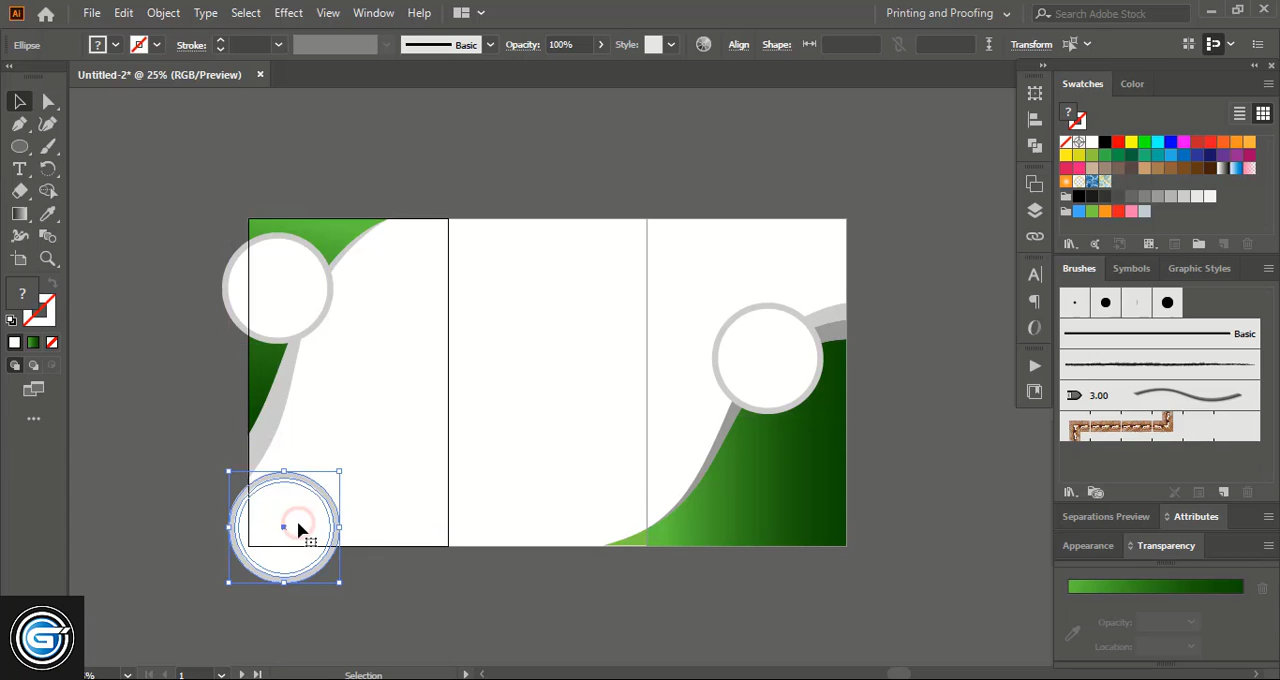 Ai File Edit Object Type Select Effect View Window Help Printing and Proofing Search Adobe Stock
Ellipse ? Stroke: Basic Opacity: 100% Style: Align Shape: Transform
Untitled-2* @ 25% (RGB/Preview)
Swatches Color
?
Brushes Symbols Graphic Styles
?
Basic
3.00
Separations Preview Attributes
Appearance Transparency
Opacity:
Location:
1 Selection